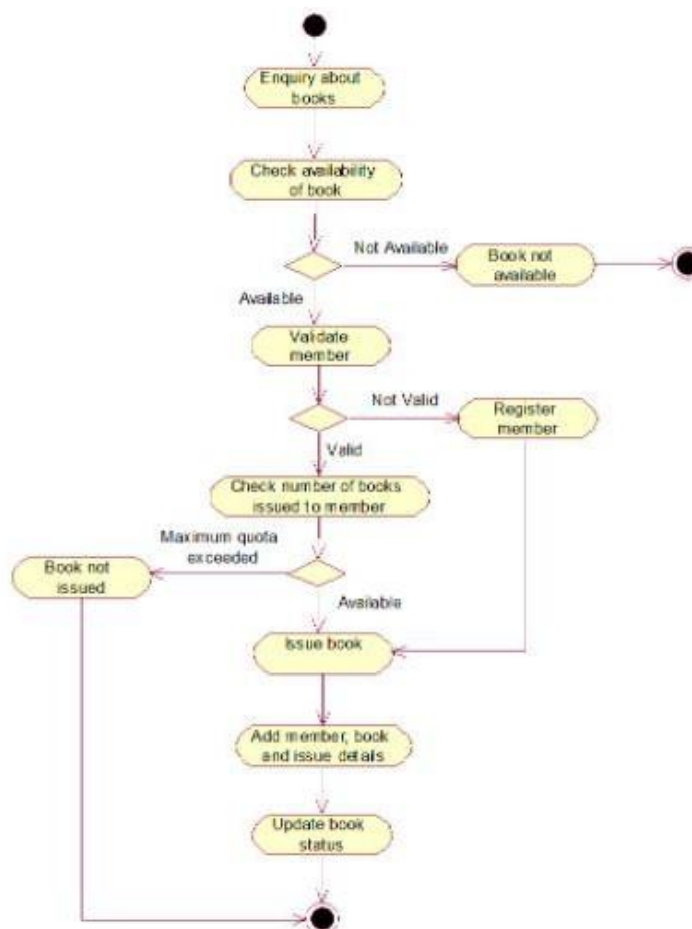 Enquiry about
books
Check availability
of book
Not Available
Book not
available
Available
Validate
member
Not Valid
Register
member
Valid
Check number of books
issued to member
Maximum quota
exceeded
Book not
issued
Available
Issue book
Add member, book
and issue details
Update book
status